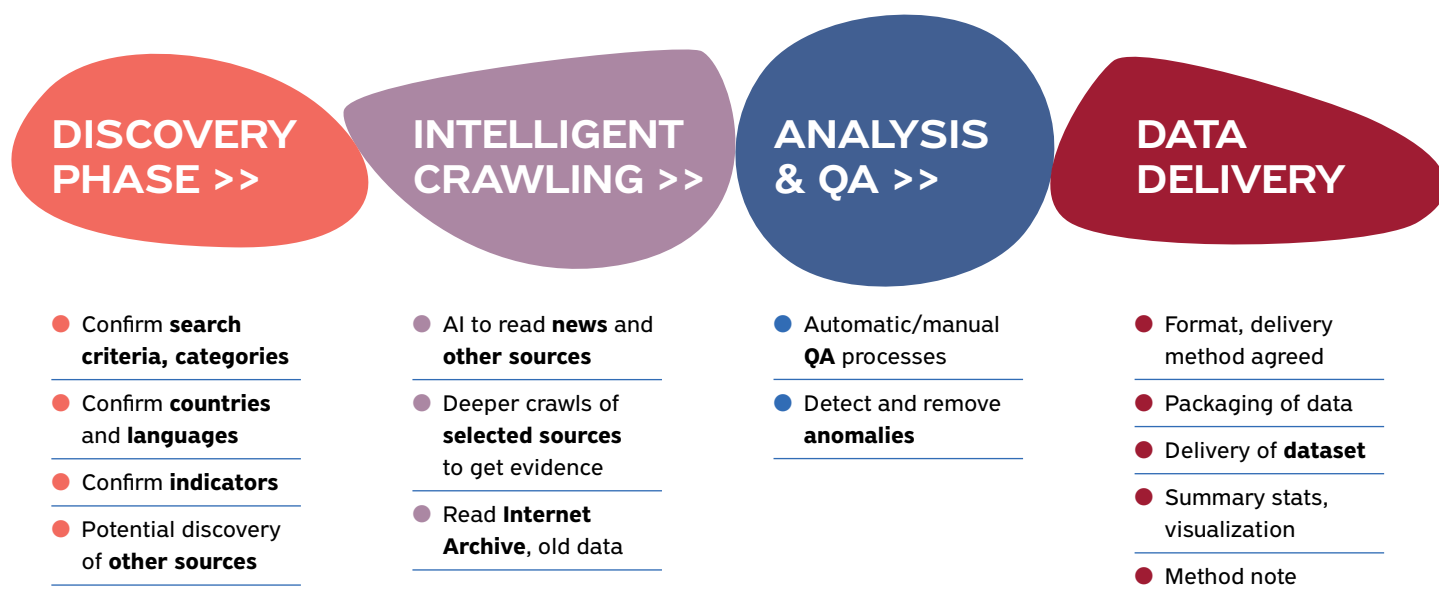 DISCOVERY
PHASE >>
Confirm search
criteria, categories
Confirm countries
and languages
Confirm indicators
Potential discovery
of other sources
INTELLIGENT
CRAWLING >>
AI to read news and
other sources
Deeper crawls of
selected sources
to get evidence
Read Internet
Archive, old data
ANALYSIS
& QA >>
Automatic/manual
QA processes
Detect and remove
anomalies
DATA
DELIVERY
Format, delivery
method agreed
Packaging of data
Delivery of dataset
Summary stats,
visualization
Method note